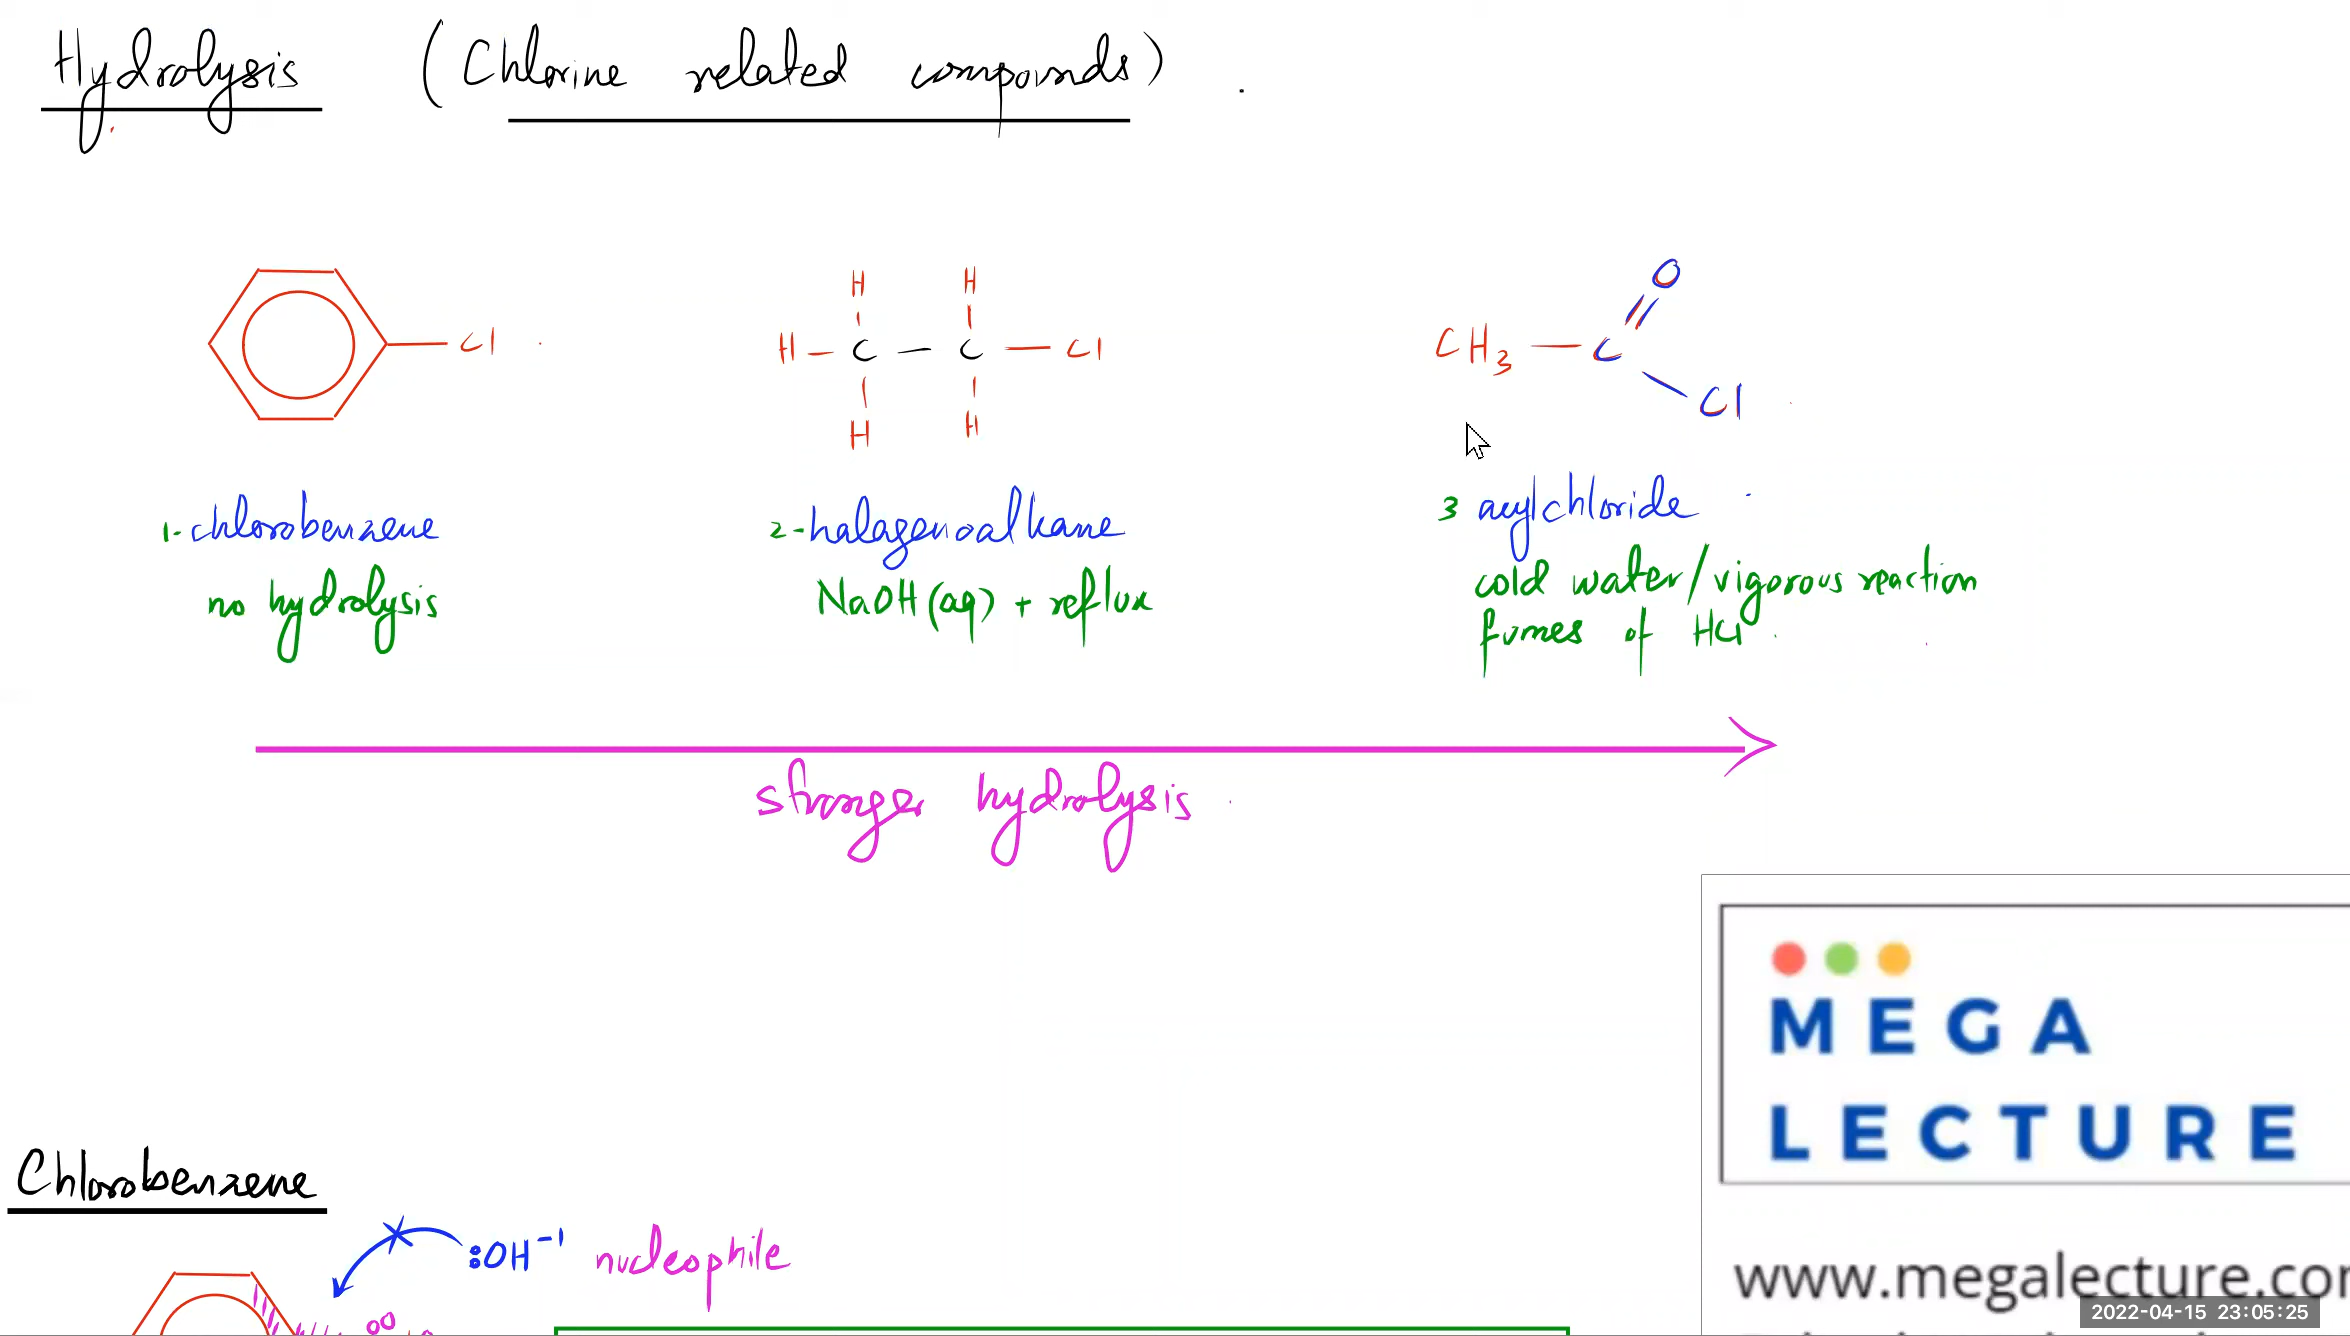 Hydrolysis (Chlorine related compounds).
Cl
H H
H - C - C - Cl
H H
O
CH3 - C
Cl
1-chlorobenzene
2-halogenoalkane
3 acylchloride
no hydrolysis
NaOH(aq) + reflux
cold water/vigorous reaction
fumes of HCl
stronger hydrolysis
MEGA
LECTURE
Chlorobenzene
:OH-1 nucleophile
www.megalecture.co
2022-04-15 23:05:25